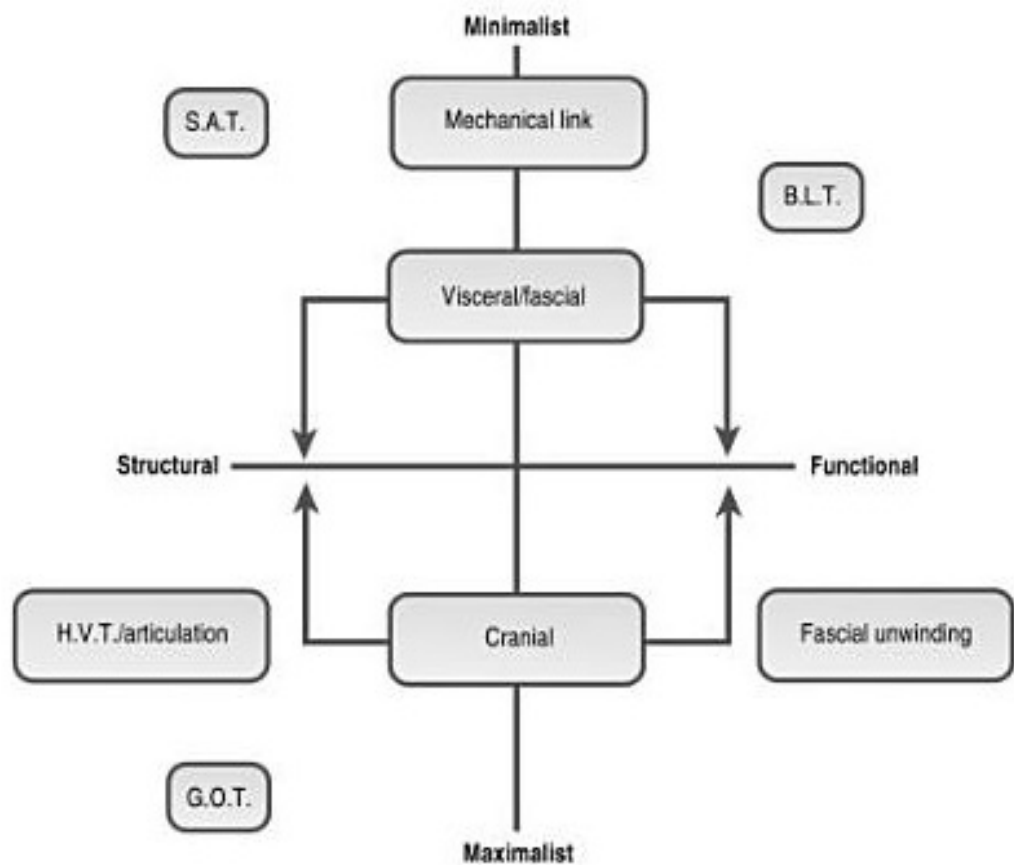 Minimalist
S.A.T.
Mechanical link
B.L.T.
Visceral/fascial
Structural
Functional
H.V.T./articulation
Cranial
Fascial unwinding
G.O.T.
Maximalist